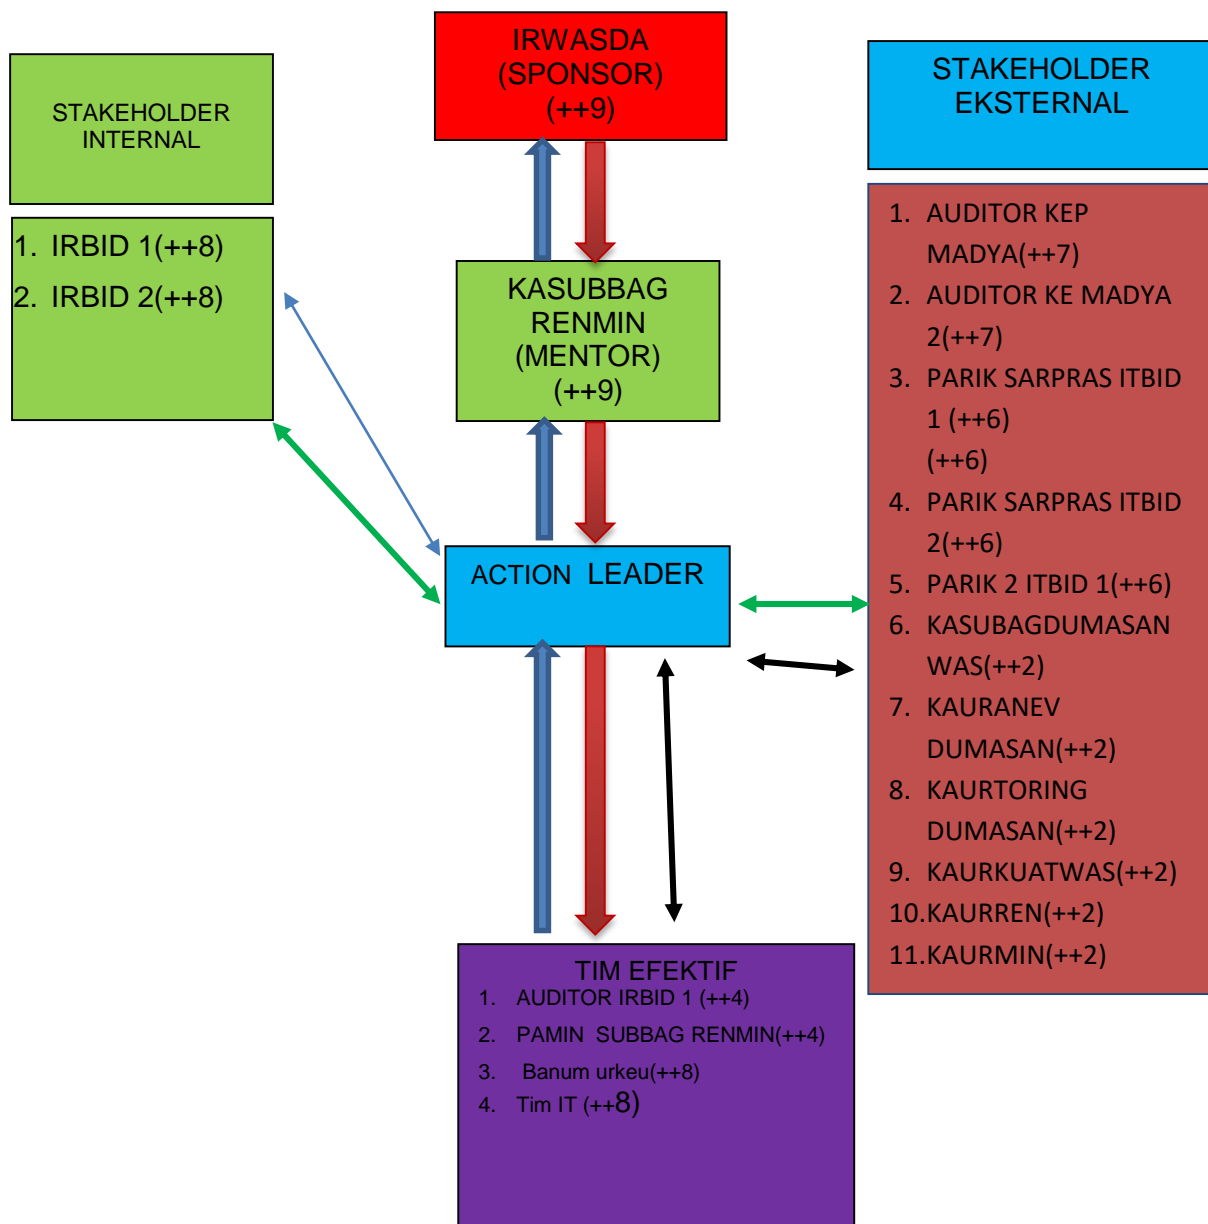 IRWASDA
(SPONSOR)
(++9)
STAKEHOLDER
INTERNAL
STAKEHOLDER
EKSTERNAL
1. IRBID 1(++8)
2. IRBID 2(++8)
KASUBBAG
RENMIN
(MENTOR)
(++9)
ACTION LEADER
1. AUDITOR KEP
MADYA(++7)
2. AUDITOR KE MADYA
2(++7)
3. PARIK SARPRAS ITBID
1 (++6)
(++6)
4. PARIK SARPRAS ITBID
2(++6)
5. PARIK 2 ITBID 1(++6)
6. KASUBAGDUMASAN
WAS(++2)
7. KAURANEV
DUMASAN(++2)
8. KAURTORING
DUMASAN(++2)
9. KAURKUATWAS(++2)
10.KAURREN(++2)
11.KAURMIN(++2)
TIM EFEKTIF
1. AUDITOR IRBID 1 (++4)
2. PAMIN SUBBAG RENMIN(++4)
3. Banum urkeu(++8)
4. Tim IT (++8)